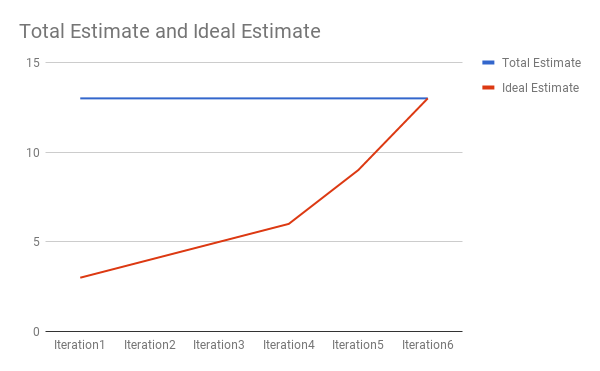 Total Estimate and Ideal Estimate
15
10
5
0
Iteration1 Iteration2 Iteration3 Iteration4 Iteration5 Iteration6
Total Estimate
Ideal Estimate